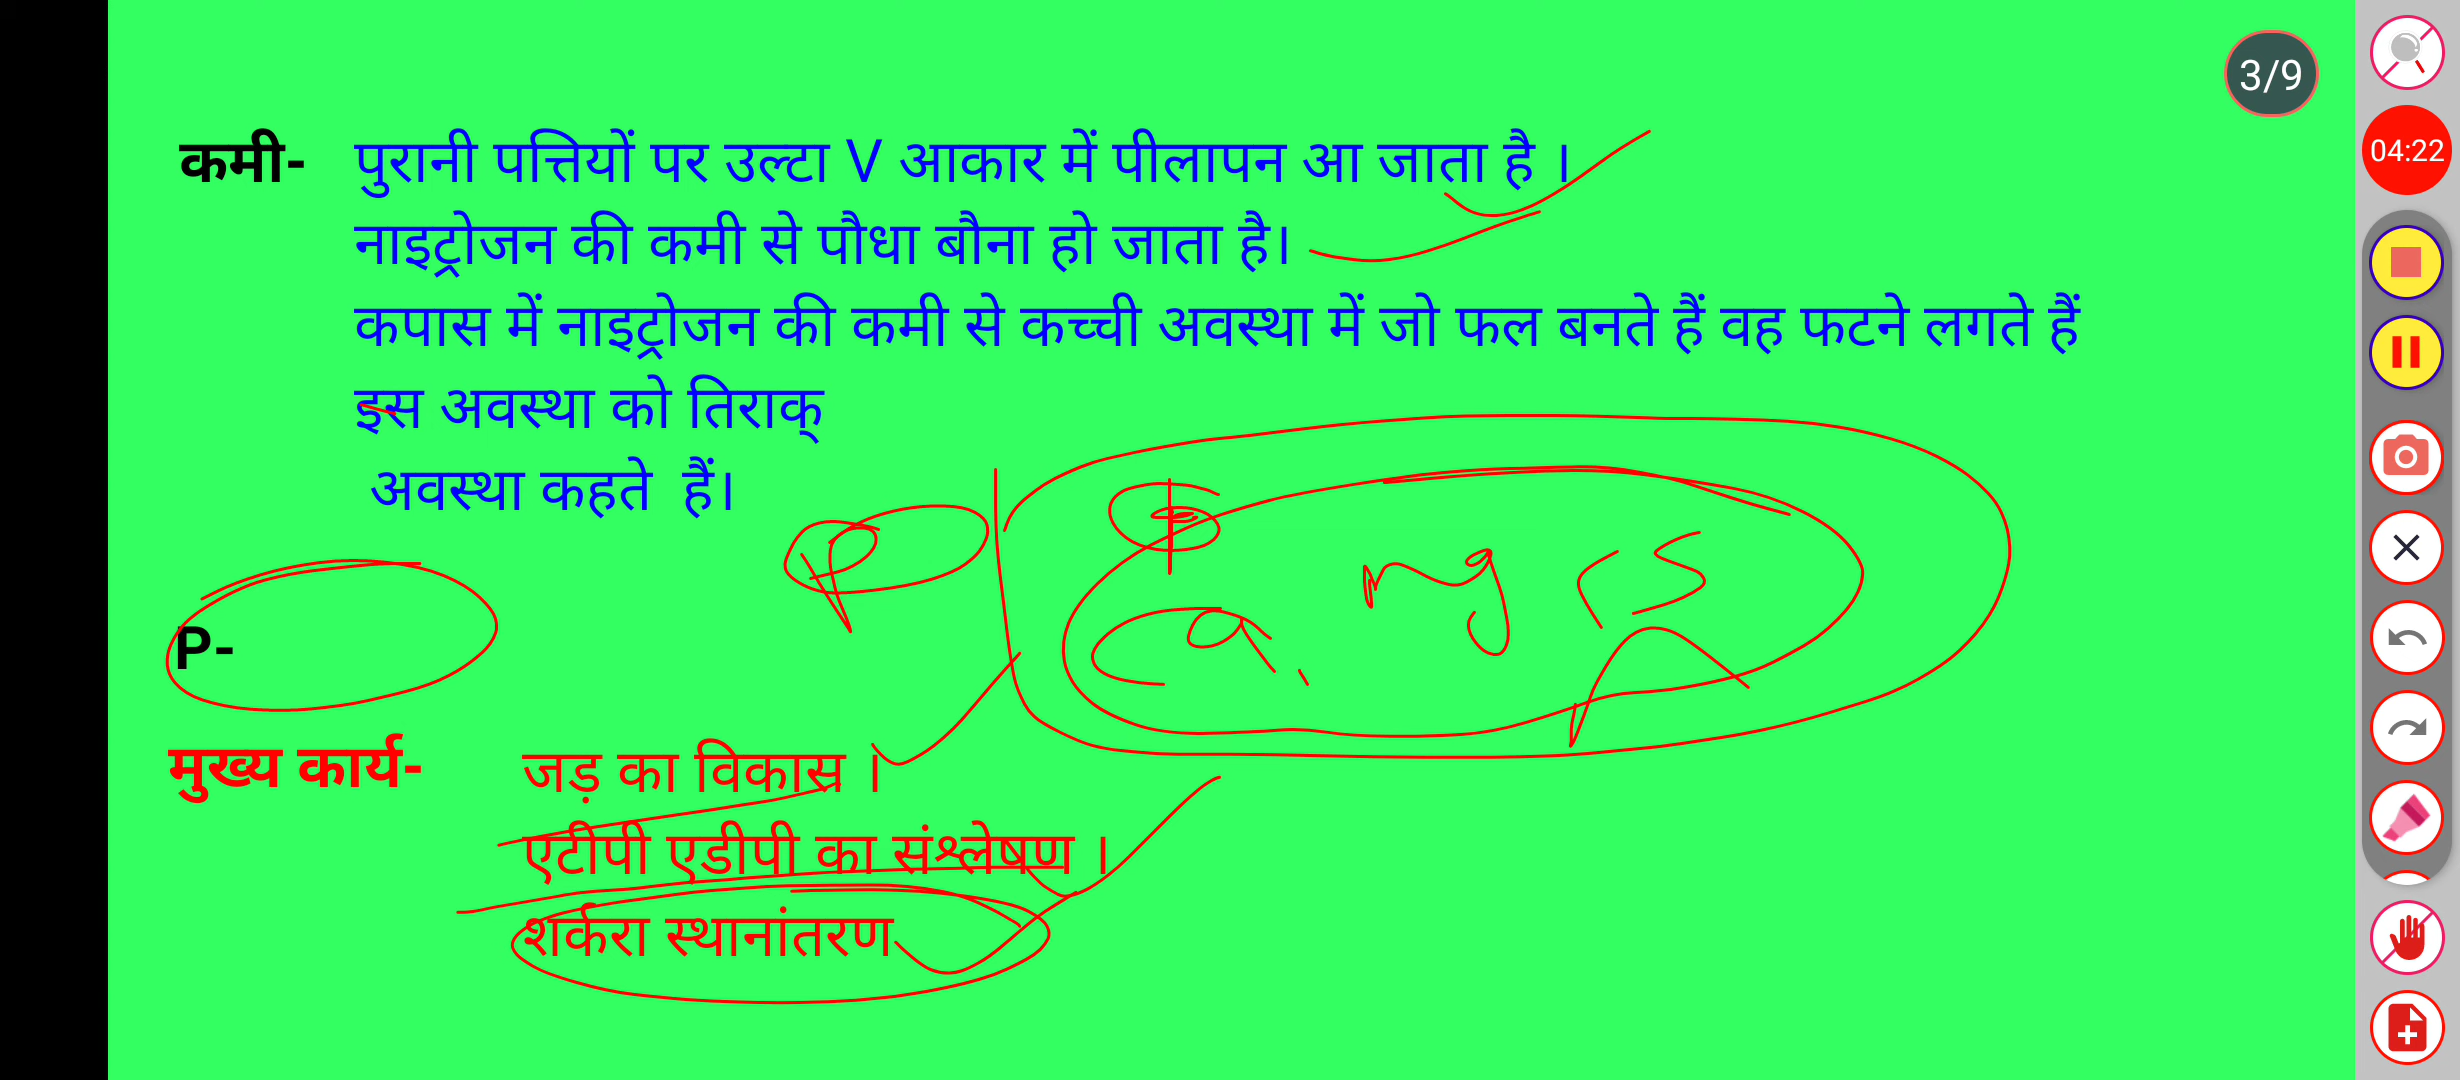 3/9
04:22
कमी- पुरानी पत्तियों पर उल्टा V आकार में पीलापन आ जाता है ।
नाइट्रोजन की कमी से पौधा बौना हो जाता है।
कपास में नाइट्रोजन की कमी से कच्ची अवस्था में जो फल बनते हैं वह फटने लगते हैं
इस अवस्था को तिराक्
अवस्था कहते हैं।
P
mg S
P-
मुख्य कार्य- जड़ का विकास ।
एटीपी एडीपी का संश्लेषण ।
शर्करा स्थानांतरण